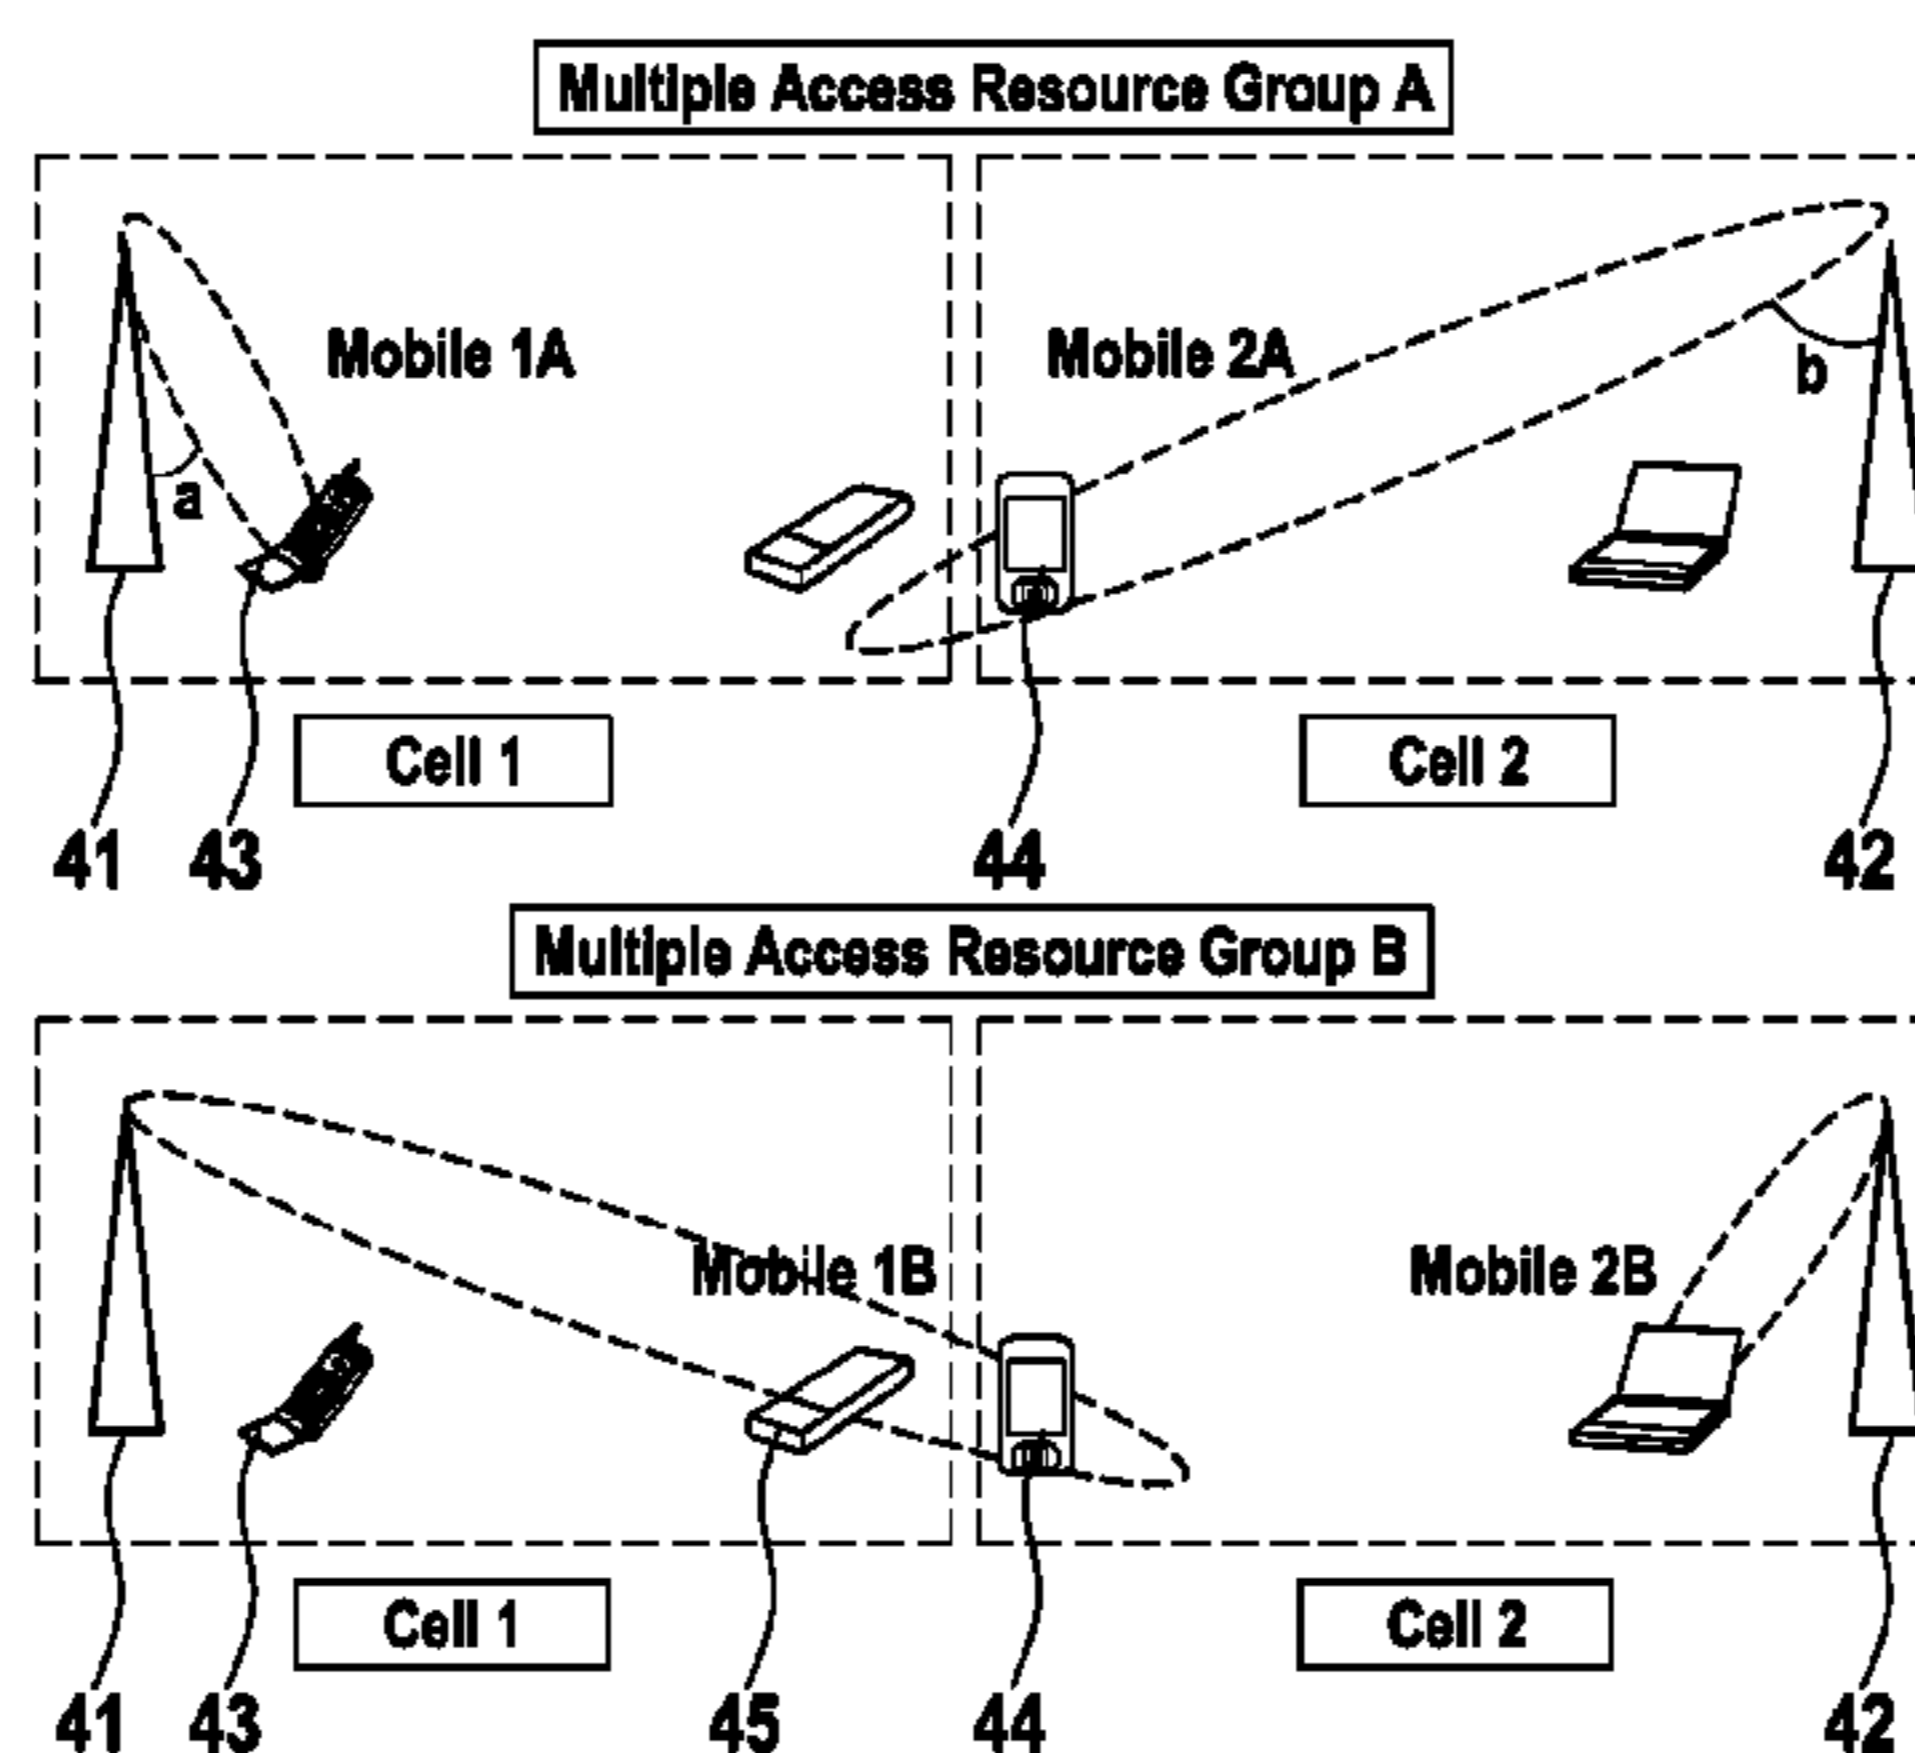 Multiple Access Resource Group A
Mobile 1A
Mobile 2A
b
a
Cell 1
Cell 2
41
43
44
42
Multiple Access Resource Group B
Mobile 1B
Mobile 2B
Cell 1
Cell 2
41
43
45
44
42